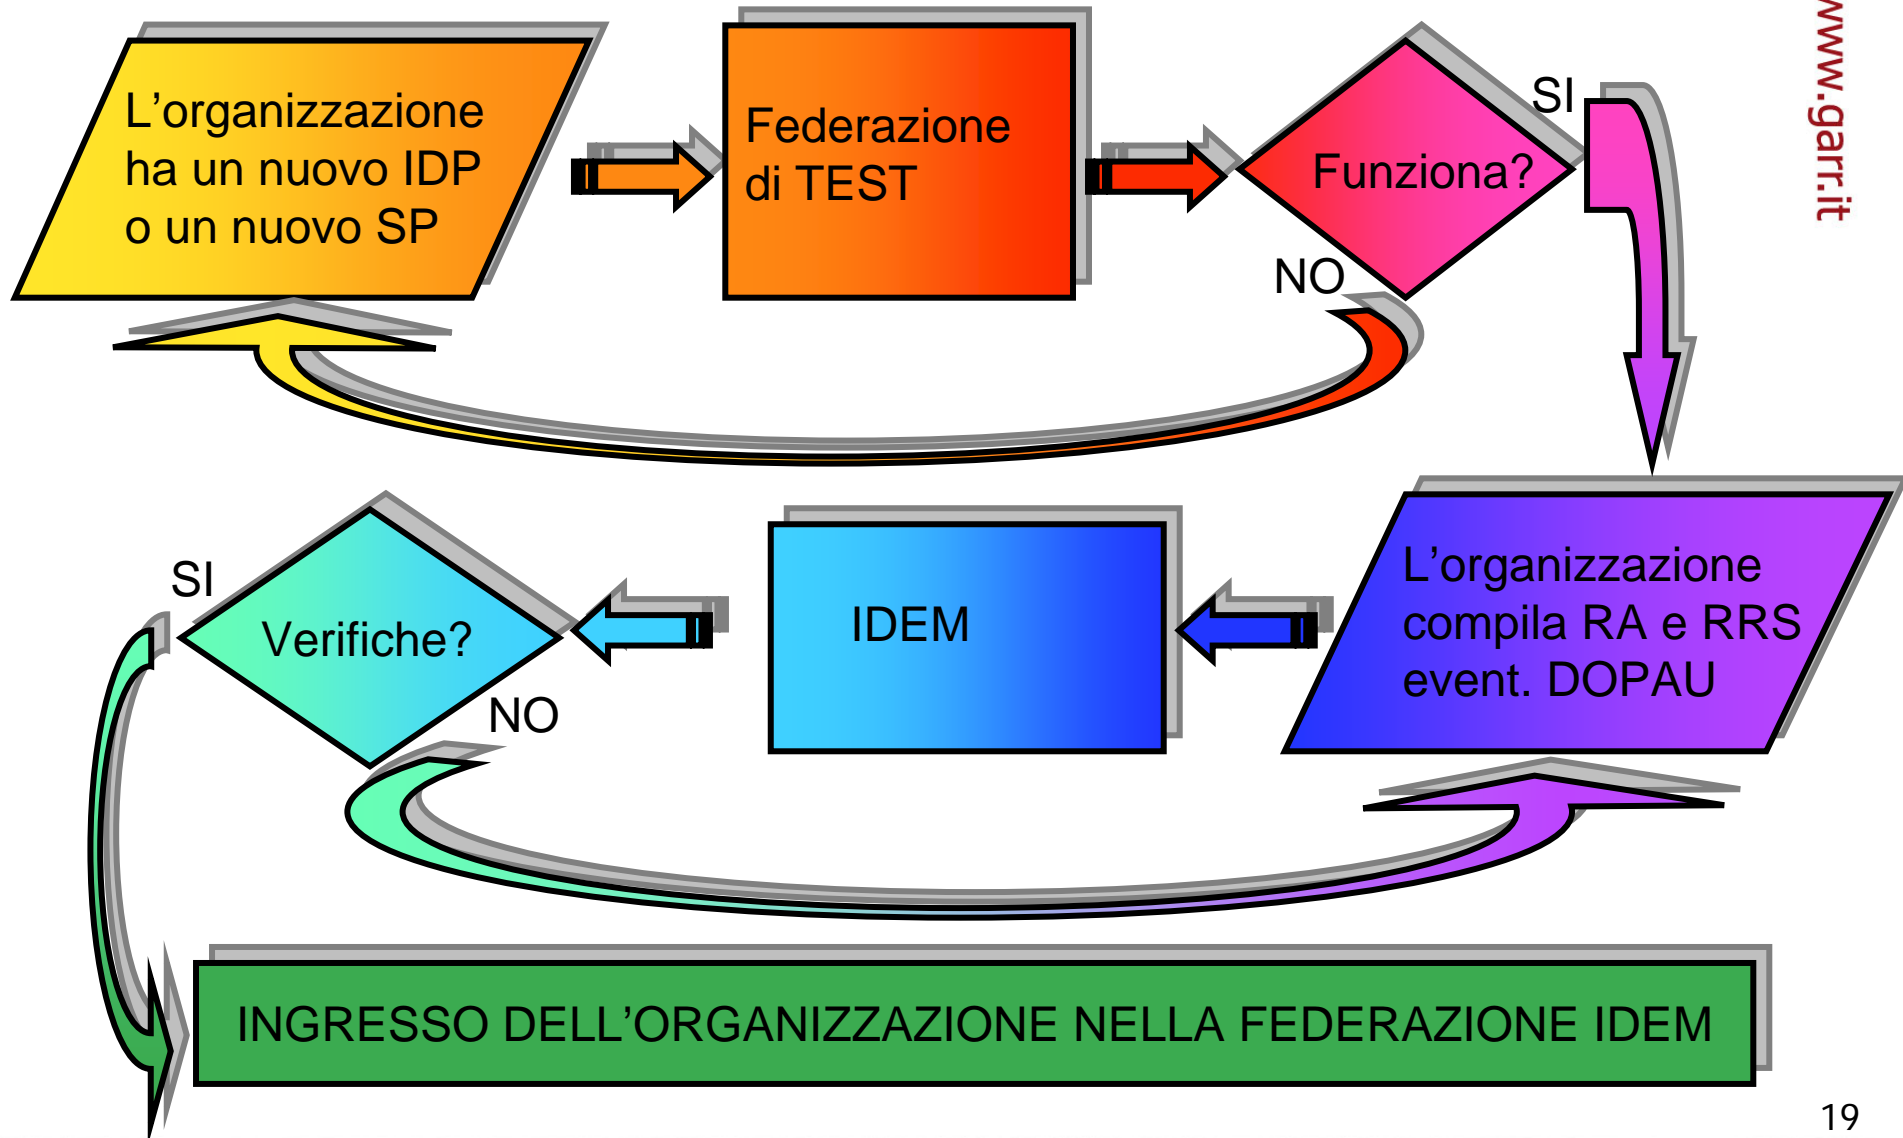 L’organizzazione
ha un nuovo IDP
o un nuovo SP
Federazione
di TEST
Funziona?
SI
NO
www.garr.it
L’organizzazione
compila RA e RRS
event. DOPAU
IDEM
Verifiche?
SI
NO
INGRESSO DELL’ORGANIZZAZIONE NELLA FEDERAZIONE IDEM
19